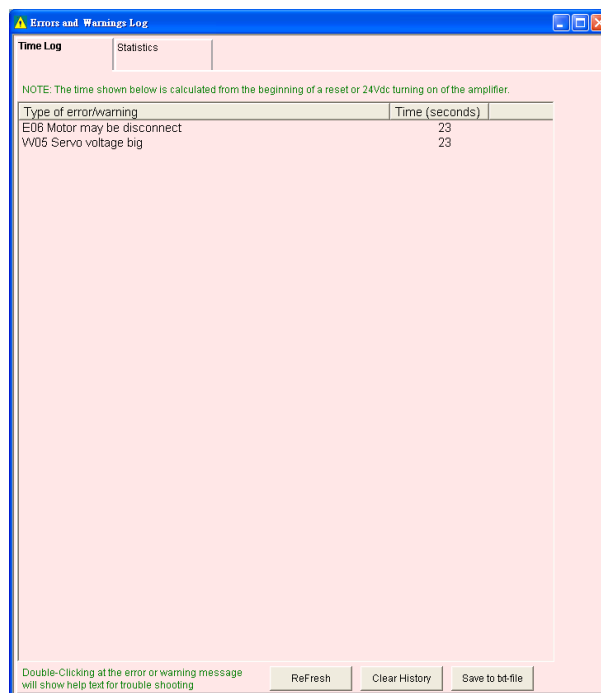 Errors and Warnings Log
Time Log Statistics
NOTE: The time shown below is calculated from the beginning of a reset or 24Vdc turning on of the amplifier.
Type of error/warning Time (seconds)
E06 Motor may be disconnect 23
W05 Servo voltage big 23
Double-Clicking at the error or warning message
will show help text for trouble shooting
ReFresh Clear History Save to txt-file